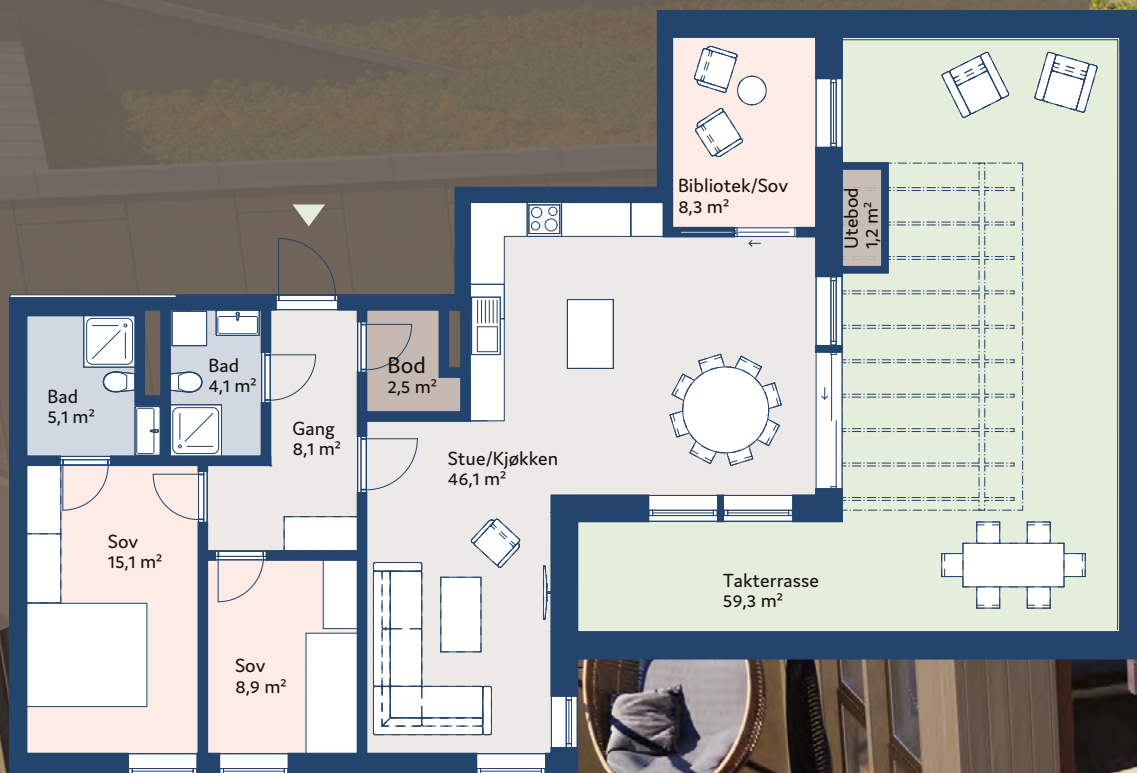 Bibliotek/Sov
8,3 m²
Utebod
1,2 m²
Bad
5,1 m²
Bad
4,1 m²
Bod
2,5 m²
Gang
8,1 m²
Stue/Kjøkken
46,1 m²
Sov
15,1 m²
Sov
8,9 m²
Takterrasse
59,3 m²